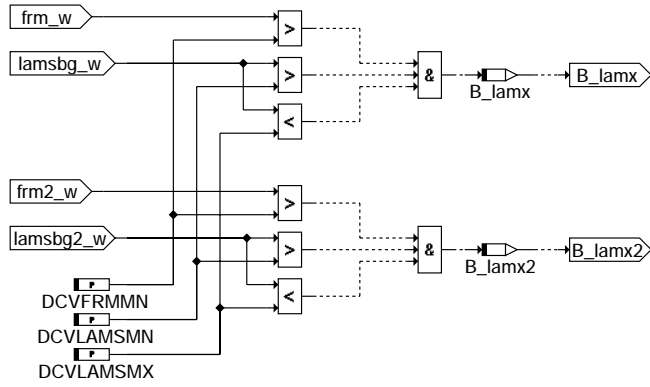 frm_w
>
lamsbg_w
>
&
B_lamx
B_lamx
<
frm2_w
>
lamsbg2_w
>
&
B_lamx2
B_lamx2
<
P
DCVFRMMN
P
DCVLAMSMN
P
DCVLAMSMX